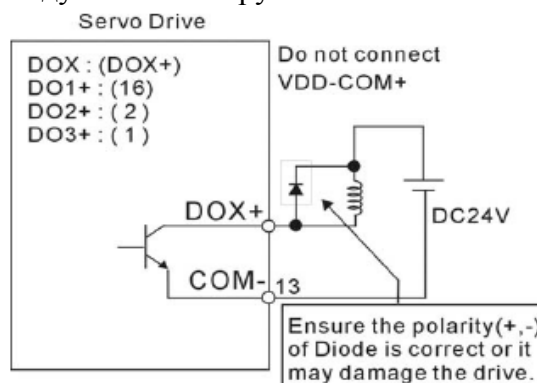 Servo Drive
DOX : (DOX+)
DO1+ : (16)
DO2+ : ( 2 )
DO3+ : ( 1 )
Do not connect
VDD-COM+
DOX+
DC24V
COM-
13
Ensure the polarity(+,-)
of Diode is correct or it
may damage the drive.